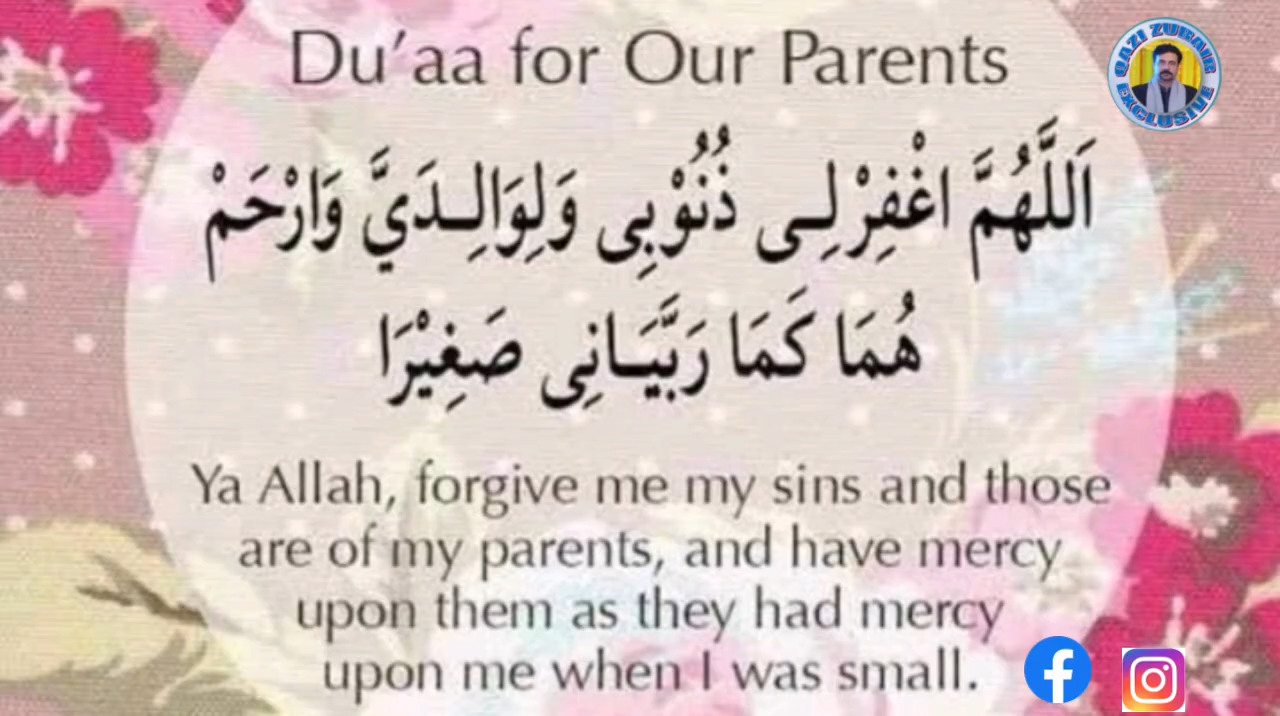 Du'aa for Our Parents
اَللَّهُمَّ اغْفِرْ لِـى ذُنُوْبِى وَلِوَالِـدَيَّ وَارْحَمْ
هُمَا كَمَا رَبَّيَـانِى صَغِيْرَا
Ya Allah, forgive me my sins and those
are of my parents, and have mercy
upon them as they had mercy
upon me when I was small.
QAZI ZUBAIR
EXCLUSIVE